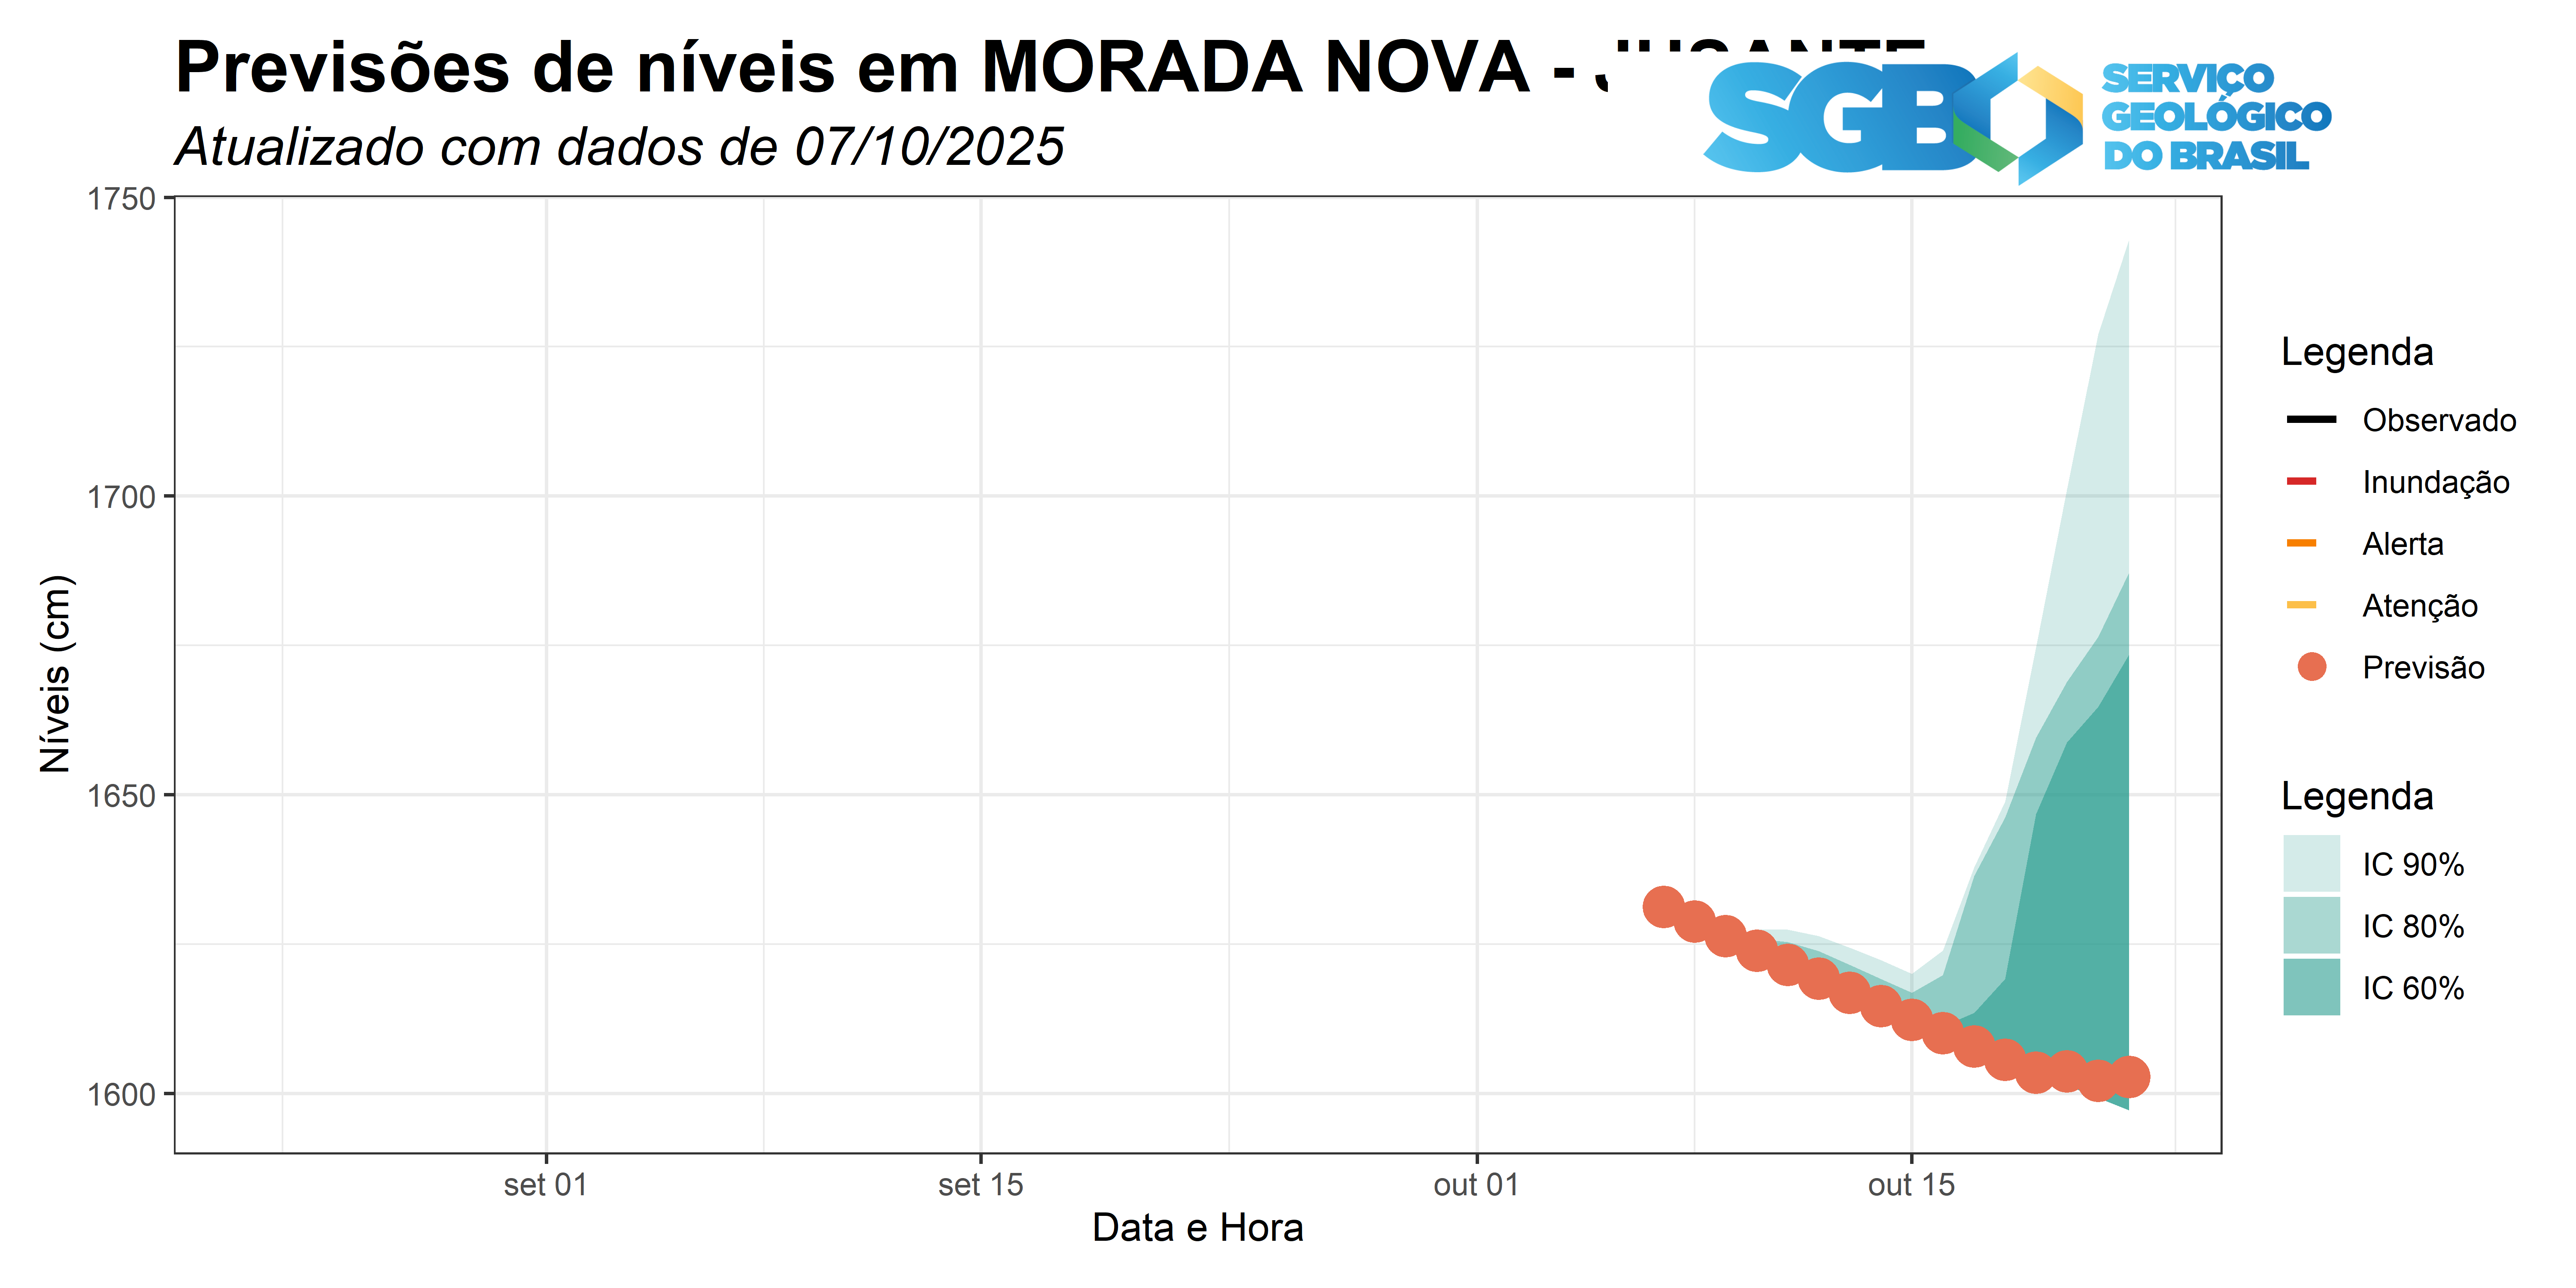 Previsões de níveis em MORADA NOVA - JUSANTE
Atualizado com dados de 07/10/2025
SGB
SERVIÇO
GEOLÓGICO
DO BRASIL
1750
1700
1650
1600
Níveis (cm)
set 01
set 15
out 01
out 15
Data e Hora
Legenda
Observado
Inundação
Alerta
Atenção
Previsão
Legenda
IC 90%
IC 80%
IC 60%